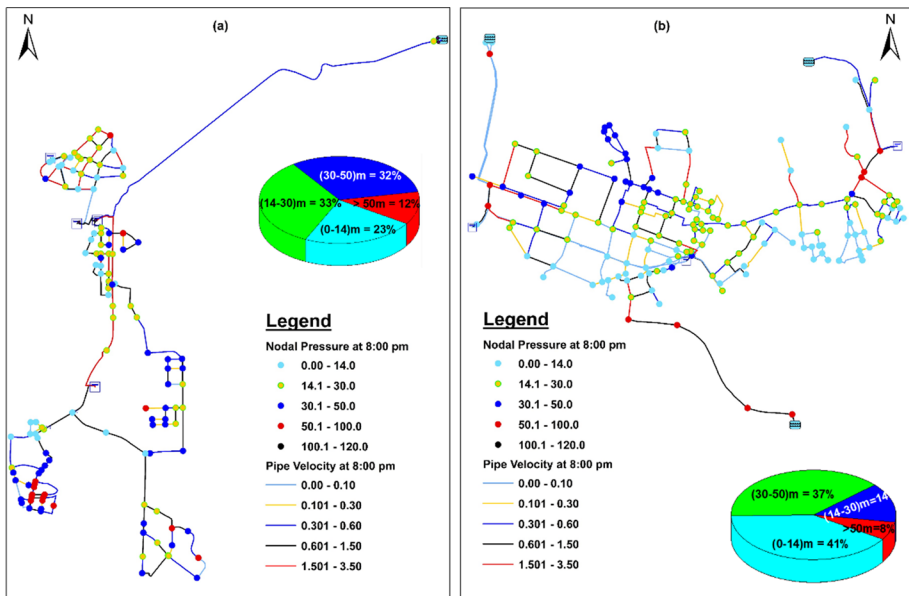 N
(a)
(30-50)m = 32%
(14-30)m = 33%
> 50m = 12%
(0-14)m = 23%
Legend
Nodal Pressure at 8:00 pm
0.00 - 14.0
14.1 - 30.0
30.1 - 50.0
50.1 - 100.0
100.1 - 120.0
Pipe Velocity at 8:00 pm
0.00 - 0.10
0.101 - 0.30
0.301 - 0.60
0.601 - 1.50
1.501 - 3.50
(b)
N
Legend
Nodal Pressure at 8:00 pm
0.00 - 14.0
14.1 - 30.0
30.1 - 50.0
50.1 - 100.0
100.1 - 120.0
Pipe Velocity at 8:00 pm
0.00 - 0.10
0.101 - 0.30
0.301 - 0.60
0.601 - 1.50
1.501 - 3.50
(30-50)m = 37%
(14-30)m=14
>50m=8%
(0-14)m = 41%